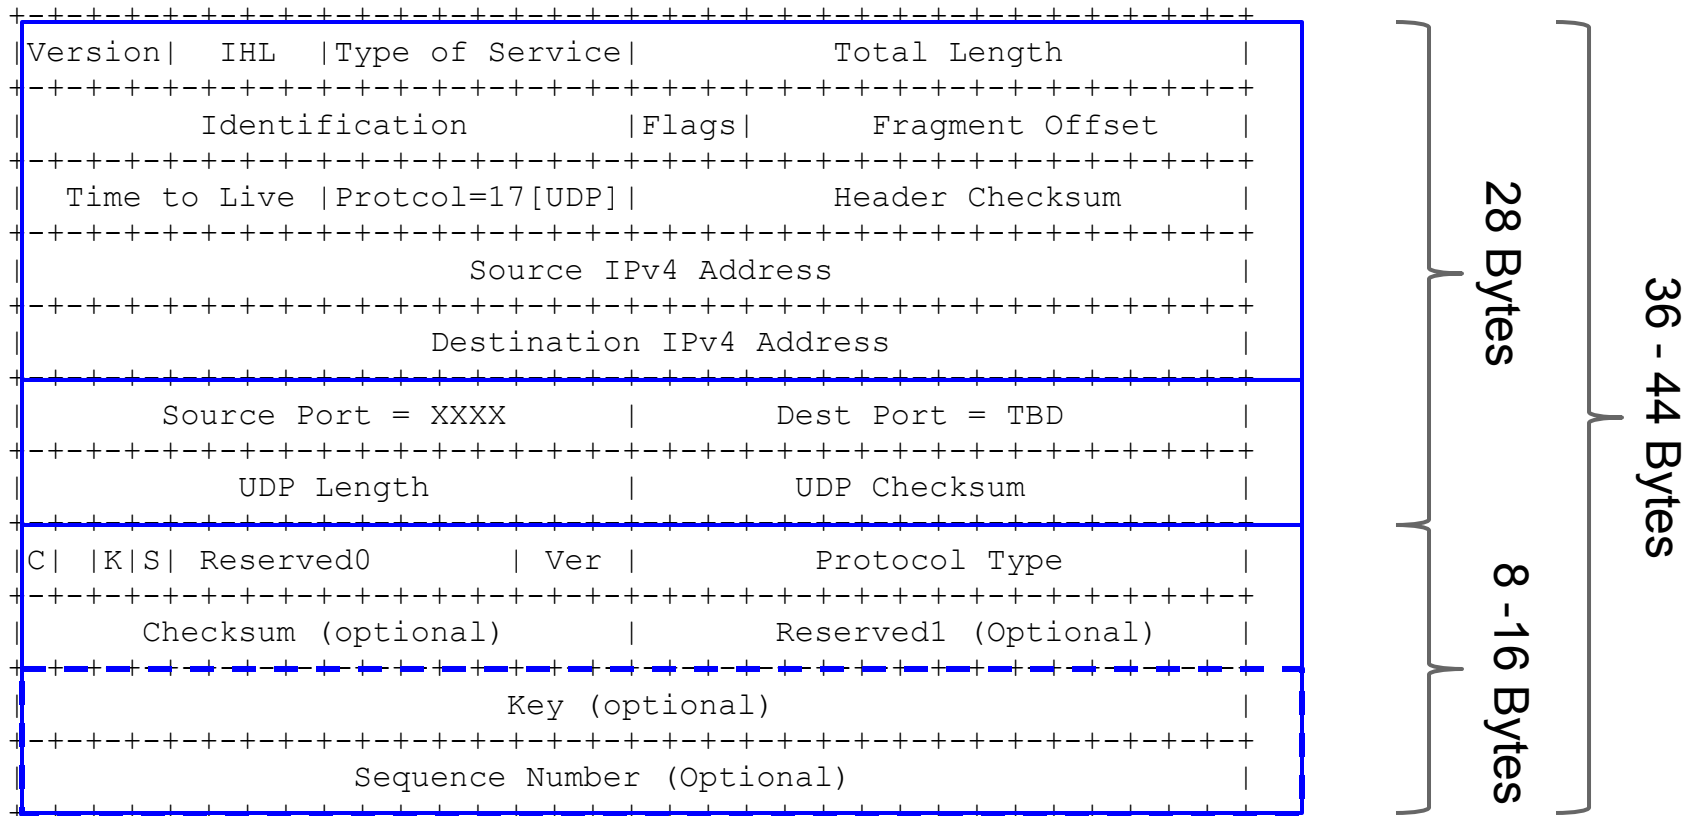 +-+-+-+-+-+-+-+-+-+-+-+-+-+-+-+-+-+-+-+-+-+-+-+-+-+-+-+-+-+-+-+-+
|Version|  IHL  |Type of Service|          Total Length         |
+-+-+-+-+-+-+-+-+-+-+-+-+-+-+-+-+-+-+-+-+-+-+-+-+-+-+-+-+-+-+-+-+
|         Identification        |Flags|      Fragment Offset    |
+-+-+-+-+-+-+-+-+-+-+-+-+-+-+-+-+-+-+-+-+-+-+-+-+-+-+-+-+-+-+-+-+
|  Time to Live |Protcol=17[UDP]|          Header Checksum      |
+-+-+-+-+-+-+-+-+-+-+-+-+-+-+-+-+-+-+-+-+-+-+-+-+-+-+-+-+-+-+-+-+
|                       Source IPv4 Address                     |
+-+-+-+-+-+-+-+-+-+-+-+-+-+-+-+-+-+-+-+-+-+-+-+-+-+-+-+-+-+-+-+-+
|                     Destination IPv4 Address                  |
+-+-+-+-+-+-+-+-+-+-+-+-+-+-+-+-+-+-+-+-+-+-+-+-+-+-+-+-+-+-+-+-+
|       Source Port = XXXX      |       Dest Port = TBD         |
+-+-+-+-+-+-+-+-+-+-+-+-+-+-+-+-+-+-+-+-+-+-+-+-+-+-+-+-+-+-+-+-+
|           UDP Length          |        UDP Checksum           |
+-+-+-+-+-+-+-+-+-+-+-+-+-+-+-+-+-+-+-+-+-+-+-+-+-+-+-+-+-+-+-+-+
|C| |K|S| Reserved0       | Ver |         Protocol Type         |
+-+-+-+-+-+-+-+-+-+-+-+-+-+-+-+-+-+-+-+-+-+-+-+-+-+-+-+-+-+-+-+-+
|      Checksum (optional)      |       Reserved1 (Optional)    |
+-+-+-+-+-+-+-+-+-+-+-+-+-+-+-+-+-+-+-+-+-+-+-+-+-+-+-+-+-+-+-+-+
|                         Key (optional)                        |
+-+-+-+-+-+-+-+-+-+-+-+-+-+-+-+-+-+-+-+-+-+-+-+-+-+-+-+-+-+-+-+-+
|                 Sequence Number (Optional)                    |
+-+-+-+-+-+-+-+-+-+-+-+-+-+-+-+-+-+-+-+-+-+-+-+-+-+-+-+-+-+-+-+-+
28 Bytes
8 -16 Bytes
36 - 44 Bytes